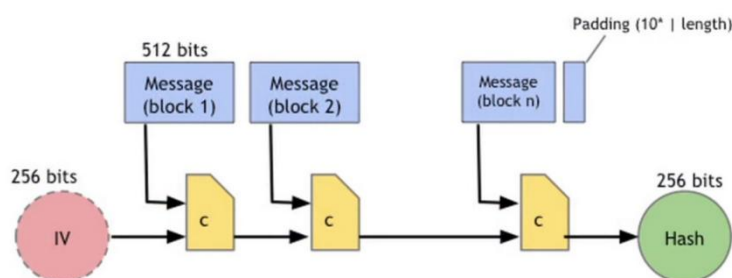 Padding (10* | length)
512 bits
Message
(block 1)
Message
(block 2)
Message
(block n)
256 bits
256 bits
IV
c
c
c
Hash